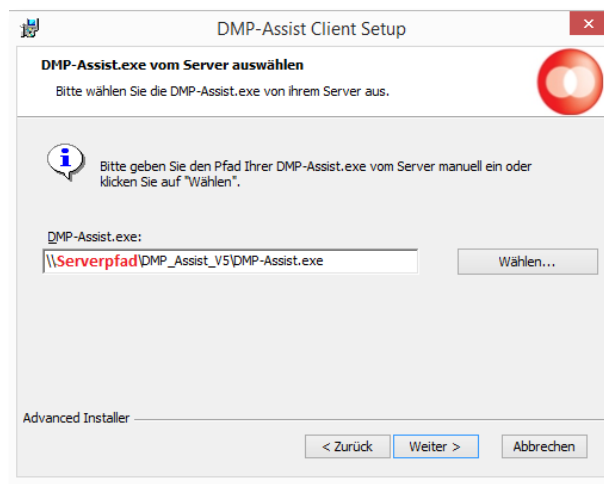 DMP-Assist Client Setup
DMP-Assist.exe vom Server auswählen
Bitte wählen Sie die DMP-Assist.exe von ihrem Server aus.
Bitte geben Sie den Pfad Ihrer DMP-Assist.exe vom Server manuell ein oder
klicken Sie auf "Wählen".
DMP-Assist.exe:
\\Serverpfad\DMP_Assist_V5\DMP-Assist.exe
Wählen...
Advanced Installer
< Zurück
Weiter >
Abbrechen